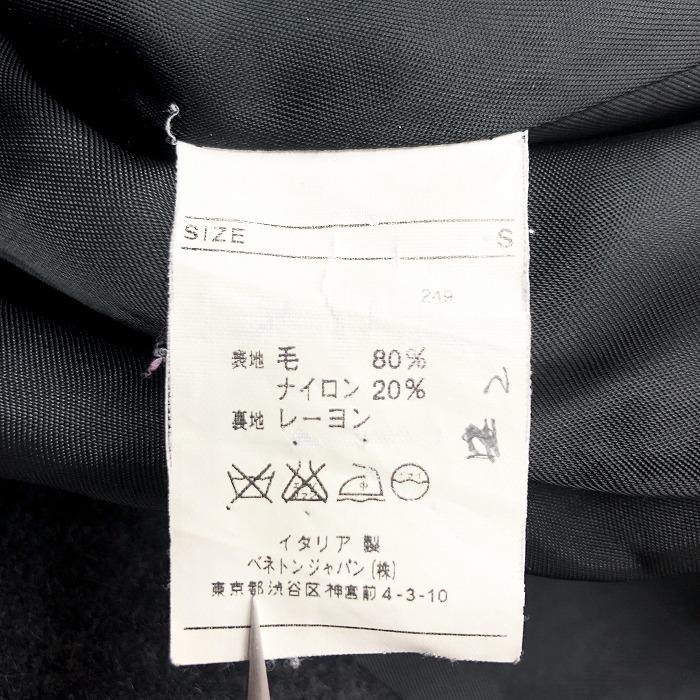 SIZE S
249
表地 毛 80%
ナイロン 20%
裏地 レーヨン
イタリア製
ベネトンジャパン(株)
東京都渋谷区神宮前4-3-10